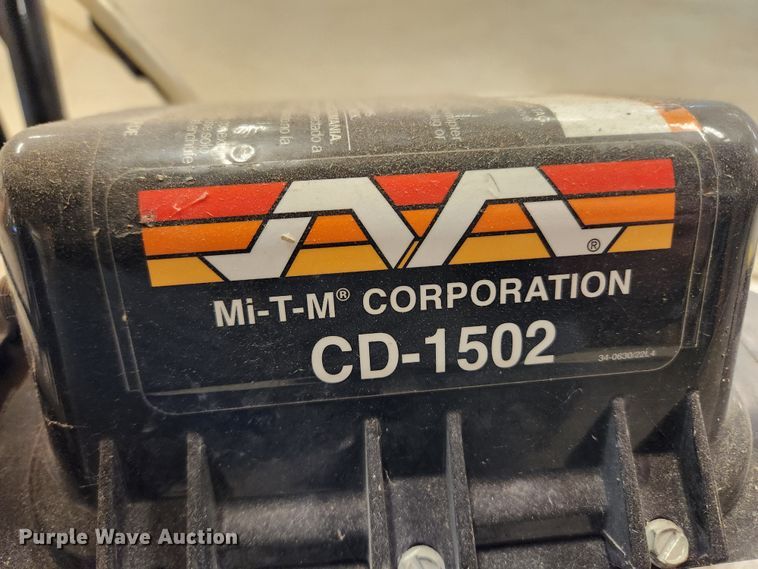 ®
Mi-T-M® CORPORATION
CD-1502
34-0630/22L4
Purple Wave Auction